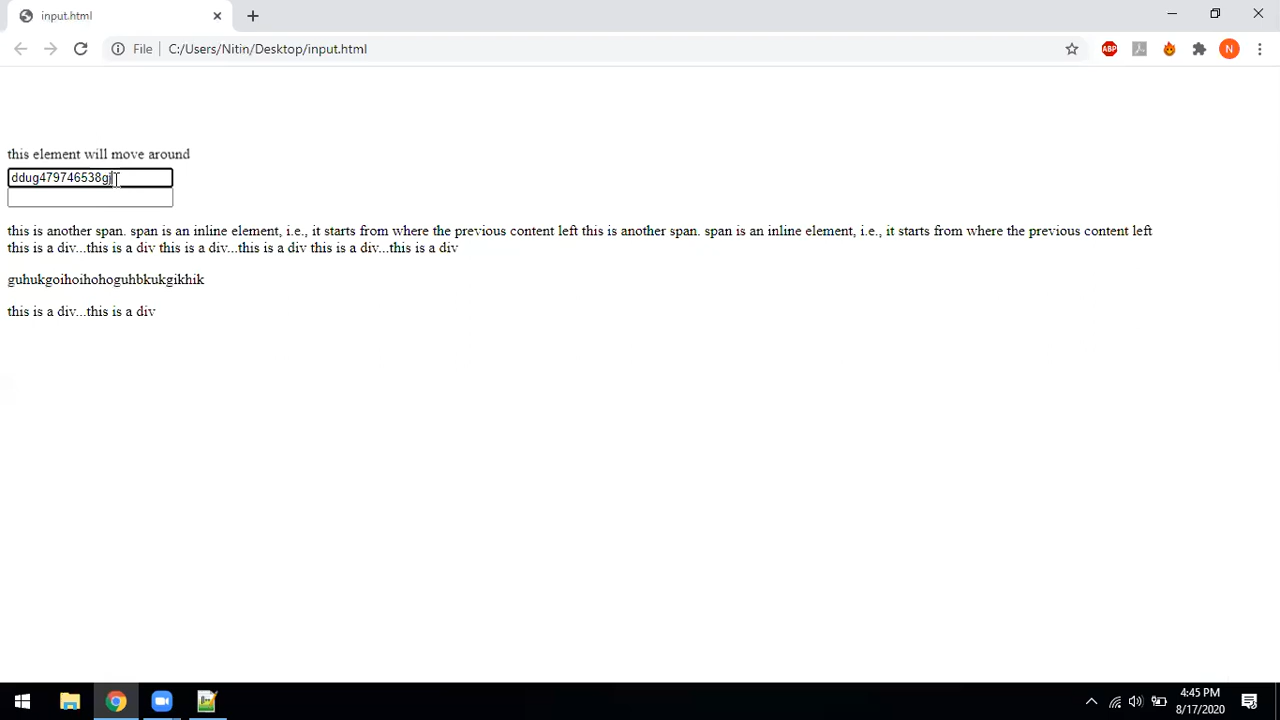 input.html
File
C:/Users/Nitin/Desktop/input.html
ABP
N
this element will move around
ddug479746538gj
this is another span. span is an inline element, i.e., it starts from where the previous content left this is another span. span is an inline element, i.e., it starts from where the previous content left
this is a div...this is a div this is a div...this is a div this is a div...this is a div
guhukgoihoihohoguhbkukgikhik
this is a div...this is a div
4:45 PM
8/17/2020